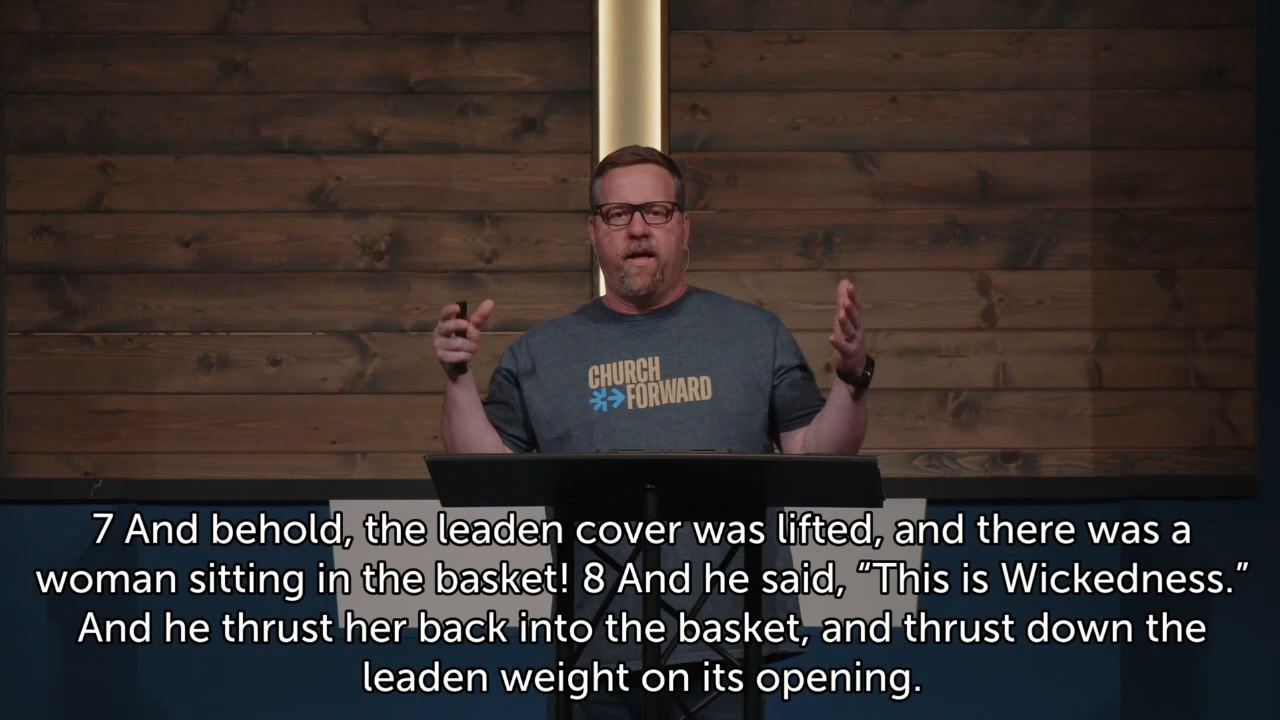 CHURCH
FORWARD
7 And behold, the leaden cover was lifted, and there was a
woman sitting in the basket! 8 And he said, “This is Wickedness.”
And he thrust her back into the basket, and thrust down the
leaden weight on its opening.